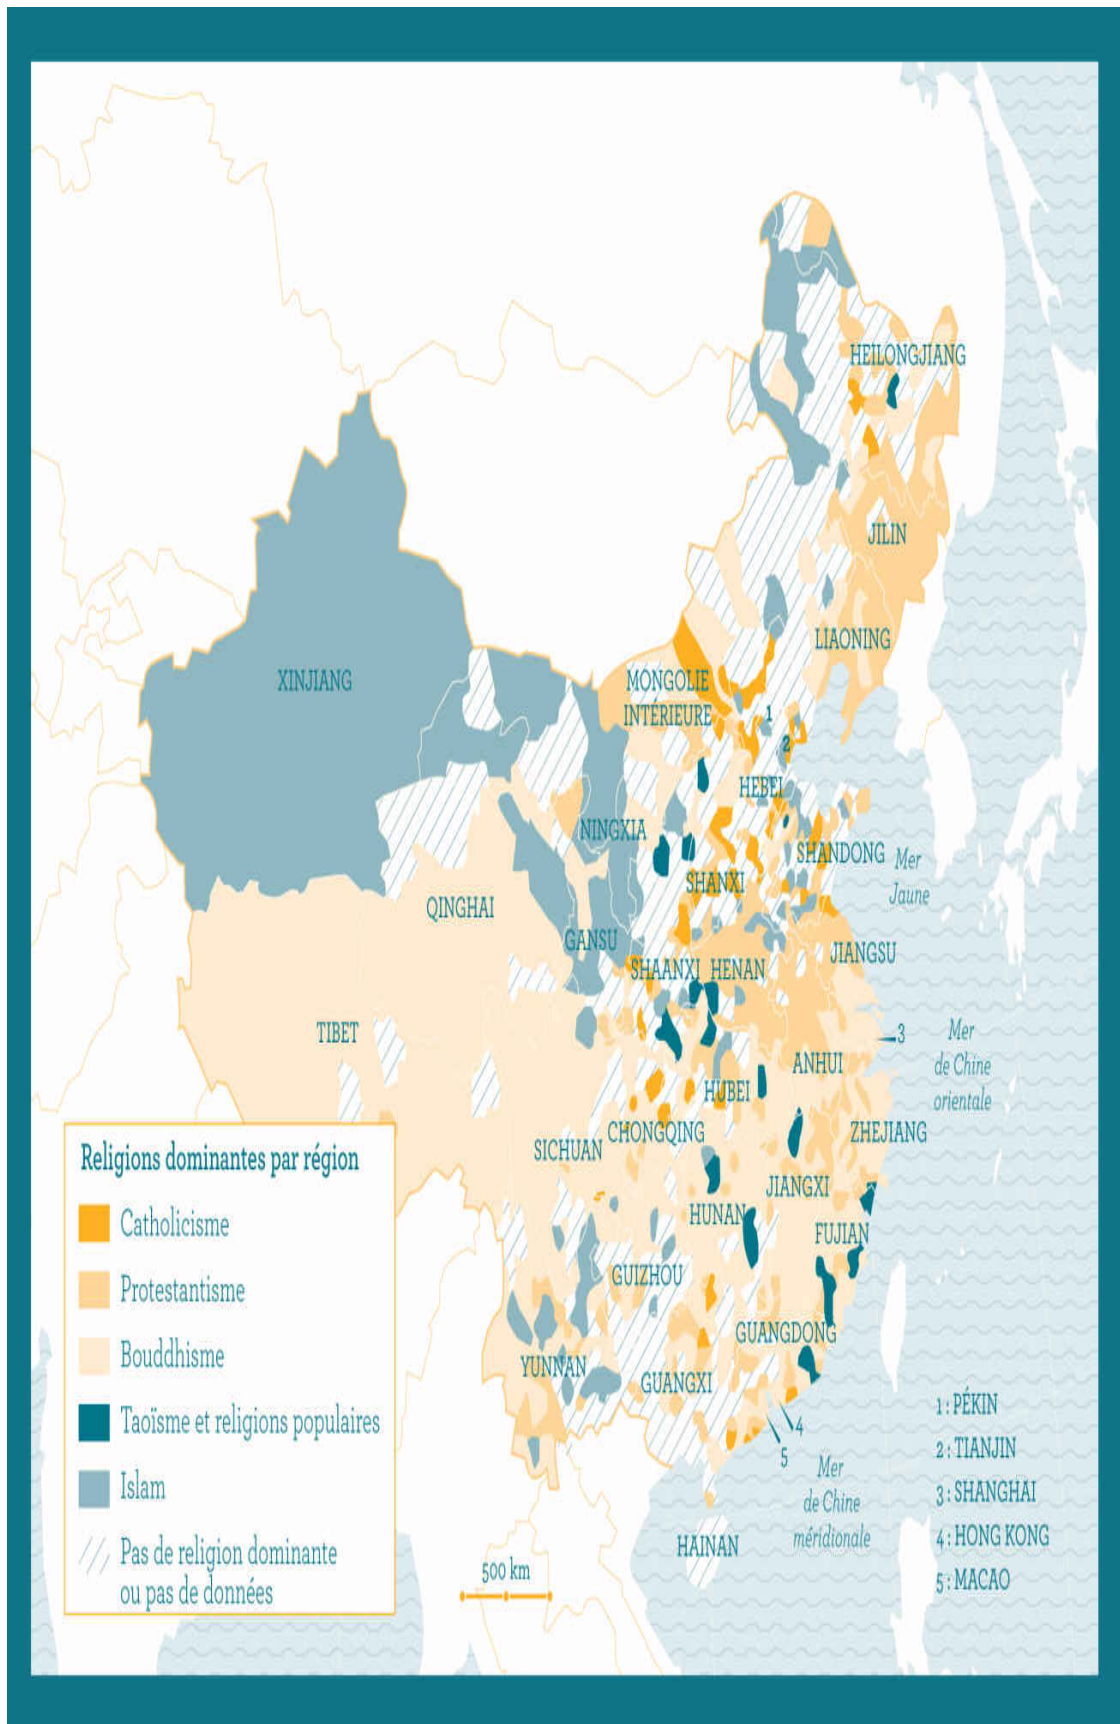 HEILONGJIANG
JILIN
LIAONING
XINJIANG
MONGOLIE
INTÉRIEURE
1
2
HEBEI
NINGXIA
SHANDONG
Mer
Jaune
SHANXI
QINGHAI
GANSU
JIANGSU
SHAANXI
HENAN
TIBET
3
Mer
de Chine
orientale
ANHUI
HUBEI
CHONGQING
ZHEJIANG
SICHUAN
JIANGXI
HUNAN
FUJIAN
GUIZHOU
GUANGDONG
YUNNAN
GUANGXI
4
5
Mer
de Chine
méridionale
HAINAN
500 km
Religions dominantes par région
Catholicisme
Protestantisme
Bouddhisme
Taoïsme et religions populaires
Islam
Pas de religion dominante
ou pas de données
1 : PÉKIN
2 : TIANJIN
3 : SHANGHAI
4 : HONG KONG
5 : MACAO